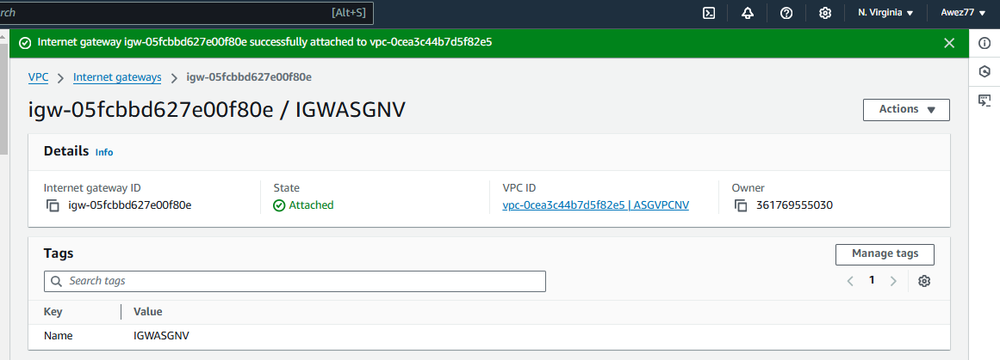 rch [Alt+S] N. Virginia Awez77
Internet gateway igw-05fcbbd627e00f80e successfully attached to vpc-0cea3c44b7d5f82e5
VPC > Internet gateways > igw-05fcbbd627e00f80e
igw-05fcbbd627e00f80e / IGWASGNV
Actions
Details Info
Internet gateway ID
igw-05fcbbd627e00f80e
State
Attached
VPC ID
vpc-0cea3c44b7d5f82e5 | ASGVPCNV
Owner
361769555030
Tags
Manage tags
Search tags
1
Key Value
Name IGWASGNV